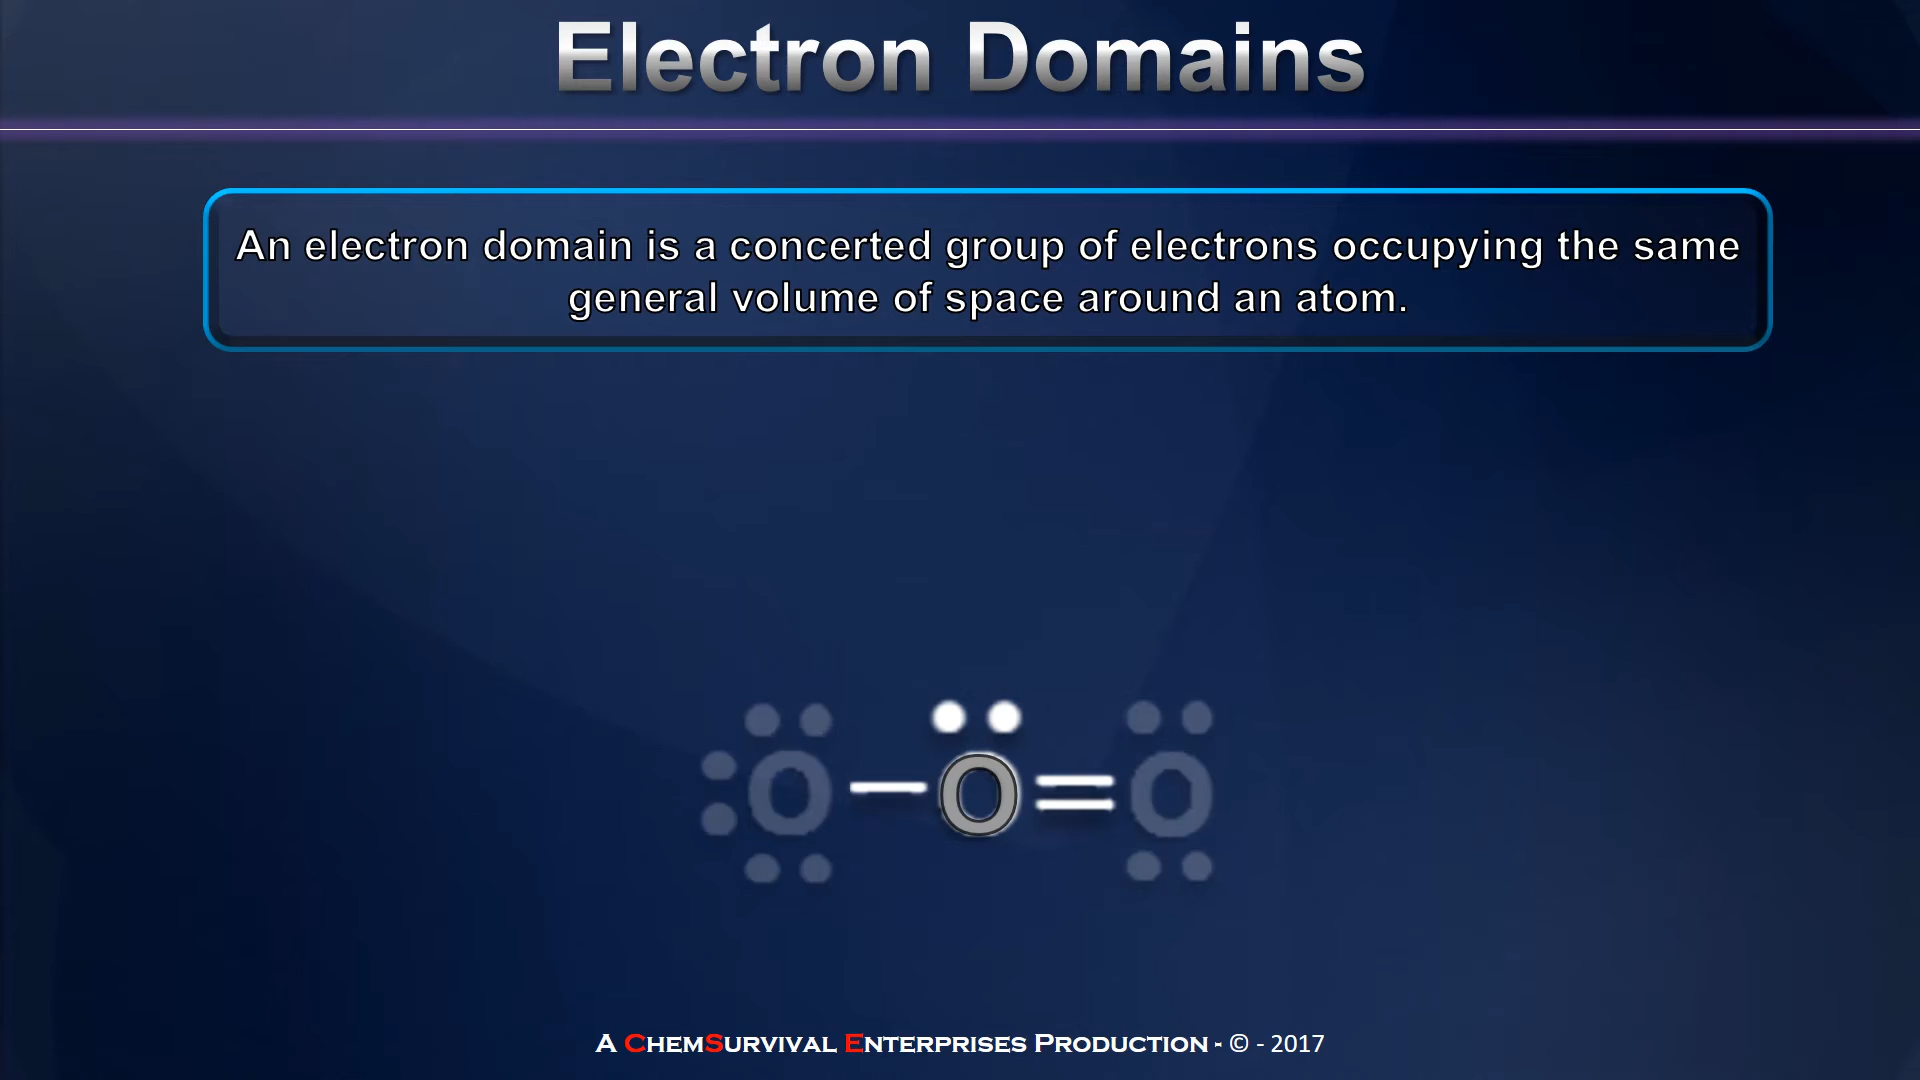 Electron Domains
An electron domain is a concerted group of electrons occupying the same
general volume of space around an atom.
O O O
A ChemSurvival Enterprises Production - © - 2017